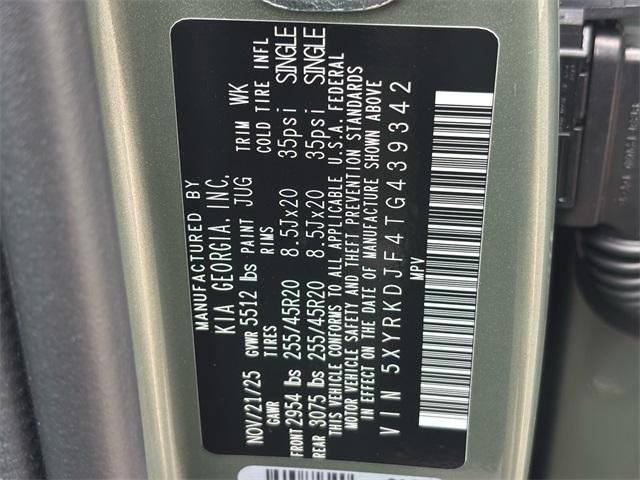 MANUFACTURED BY
KIA GEORGIA, INC.
NOV/21/25 GVWR 5512 lbs PAINT JUG TRIM WK
GAWR TIRES RIMS COLD TIRE INFL
FRONT 2954 lbs 255/45R20 8.5Jx20 35psi SINGLE
REAR 3075 lbs 255/45R20 8.5Jx20 35psi SINGLE
THIS VEHICLE CONFORMS TO ALL APPLICABLE U.S.A. FEDERAL
MOTOR VEHICLE SAFETY AND THEFT PREVENTION STANDARDS
IN EFFECT ON THE DATE OF MANUFACTURE SHOWN ABOVE
VIN 5XYRKDJF4TG439342
MPV